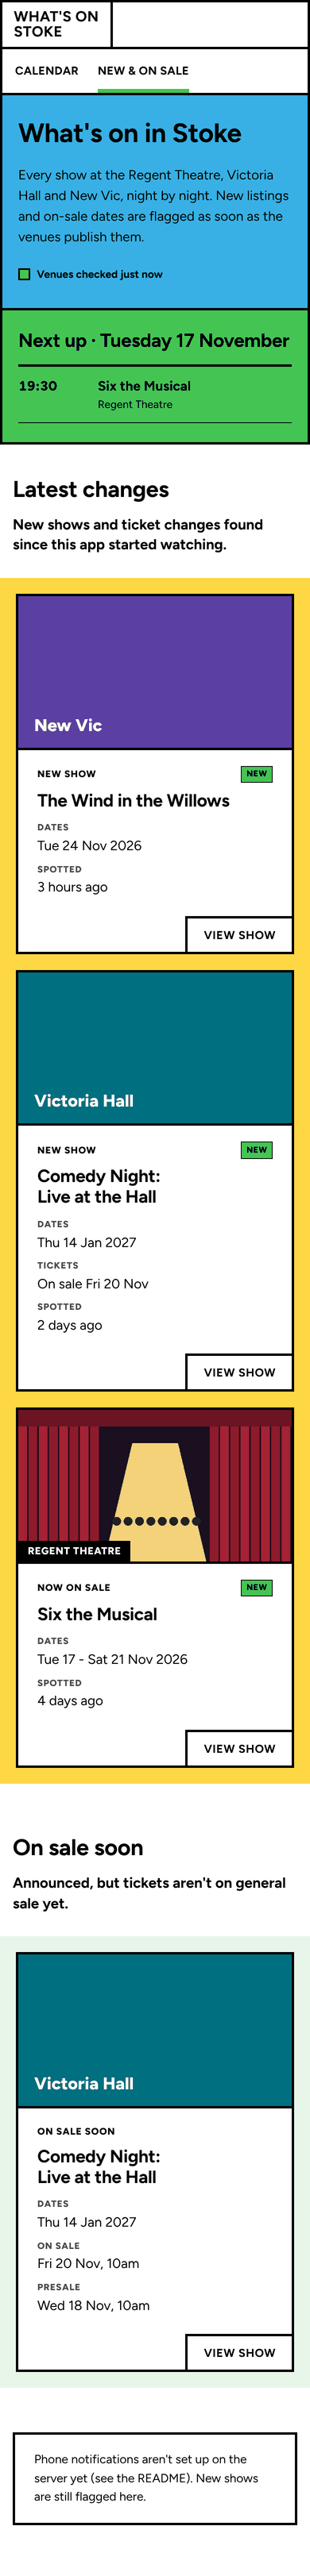 WHAT'S ON
STOKE
CALENDAR NEW & ON SALE
What's on in Stoke
Every show at the Regent Theatre, Victoria
Hall and New Vic, night by night. New listings
and on-sale dates are flagged as soon as the
venues publish them.
Venues checked just now
Next up · Tuesday 17 November
19:30 Six the Musical
Regent Theatre
Latest changes
New shows and ticket changes found
since this app started watching.
New Vic
NEW SHOW NEW
The Wind in the Willows
DATES
Tue 24 Nov 2026
SPOTTED
3 hours ago
VIEW SHOW
Victoria Hall
NEW SHOW NEW
Comedy Night:
Live at the Hall
DATES
Thu 14 Jan 2027
TICKETS
On sale Fri 20 Nov
SPOTTED
2 days ago
VIEW SHOW
REGENT THEATRE
NOW ON SALE NEW
Six the Musical
DATES
Tue 17 - Sat 21 Nov 2026
SPOTTED
4 days ago
VIEW SHOW
On sale soon
Announced, but tickets aren't on general
sale yet.
Victoria Hall
ON SALE SOON
Comedy Night:
Live at the Hall
DATES
Thu 14 Jan 2027
ON SALE
Fri 20 Nov, 10am
PRESALE
Wed 18 Nov, 10am
VIEW SHOW
Phone notifications aren't set up on the
server yet (see the README). New shows
are still flagged here.